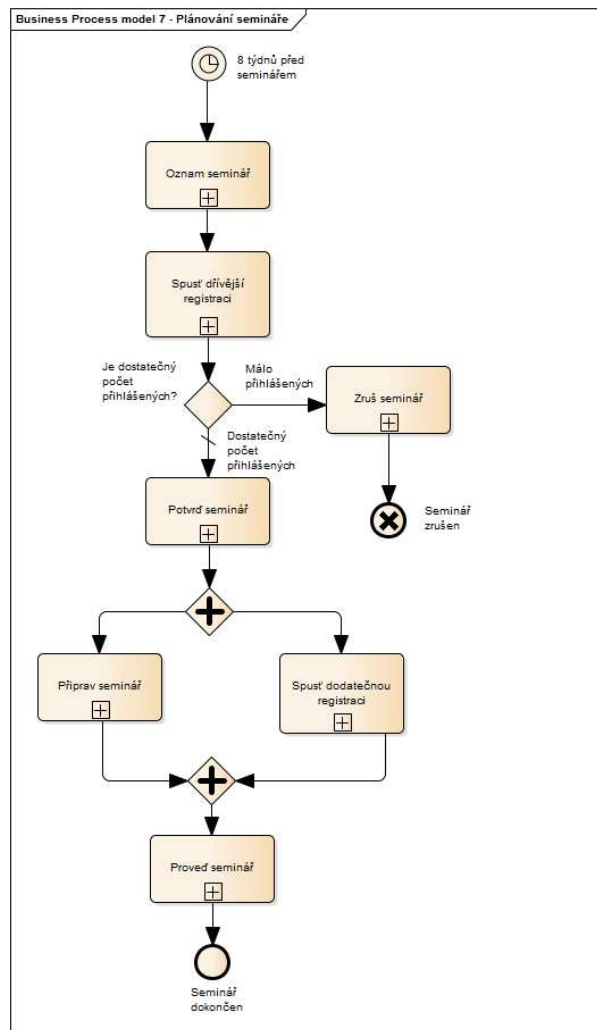 Business Process model 7 - Plánování semináře
8 týdnů před
seminářem
Oznam seminář
Spusť dřívější
registraci
Je dostatečný
počet
přihlášených?
Málo
přihlášených
Zruš seminář
Dostatečný
počet
přihlášených
Potvrď seminář
Seminář
zrušen
Připrav seminář
Spusť dodatečnou
registraci
Proveď seminář
Seminář
dokončen